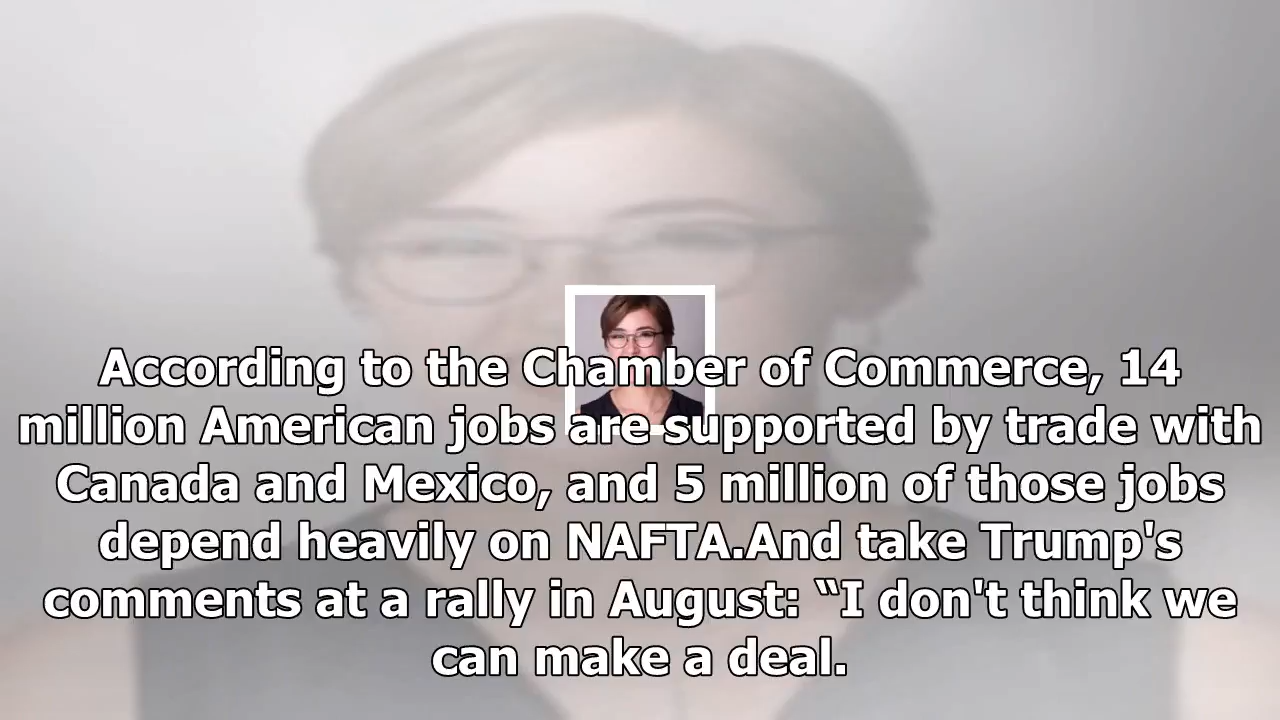 According to the Chamber of Commerce, 14
million American jobs are supported by trade with
Canada and Mexico, and 5 million of those jobs
depend heavily on NAFTA.And take Trump's
comments at a rally in August: “I don't think we
can make a deal.